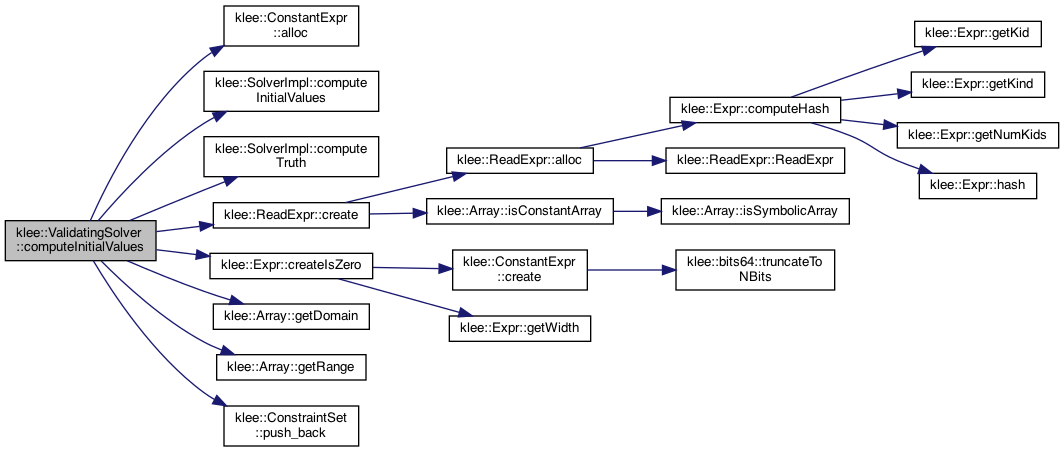 klee::ValidatingSolver
::computeInitialValues
klee::ConstantExpr
::alloc
klee::SolverImpl::compute
InitialValues
klee::SolverImpl::compute
Truth
klee::ReadExpr::create
klee::Expr::createIsZero
klee::Array::getDomain
klee::Array::getRange
klee::ConstraintSet
::push_back
klee::ReadExpr::alloc
klee::Array::isConstantArray
klee::ConstantExpr
::create
klee::Expr::getWidth
klee::Expr::computeHash
klee::ReadExpr::ReadExpr
klee::Array::isSymbolicArray
klee::bits64::truncateTo
NBits
klee::Expr::getKid
klee::Expr::getKind
klee::Expr::getNumKids
klee::Expr::hash